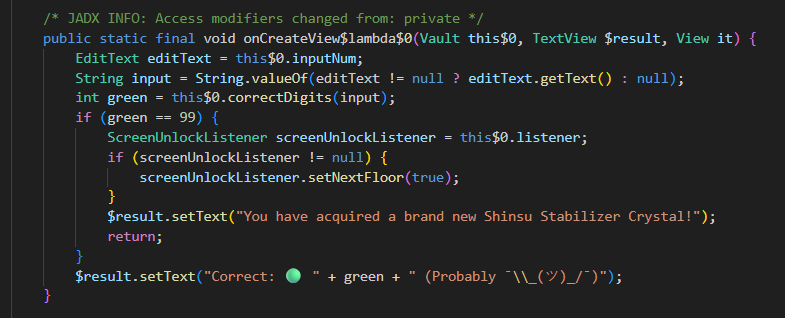 /* JADX INFO: Access modifiers changed from: private */
public static final void onCreateView$lambda$0(Vault this$0, TextView $result, View it) {
    EditText editText = this$0.inputNum;
    String input = String.valueOf(editText != null ? editText.getText() : null);
    int green = this$0.correctDigits(input);
    if (green == 99) {
        ScreenUnlockListener screenUnlockListener = this$0.listener;
        if (screenUnlockListener != null) {
            screenUnlockListener.setNextFloor(true);
        }
        $result.setText("You have acquired a brand new Shinsu Stabilizer Crystal!");
        return;
    }
    $result.setText("Correct: 🟢 " + green + " (Probably ¯\\_(ツ)_/¯)");
}